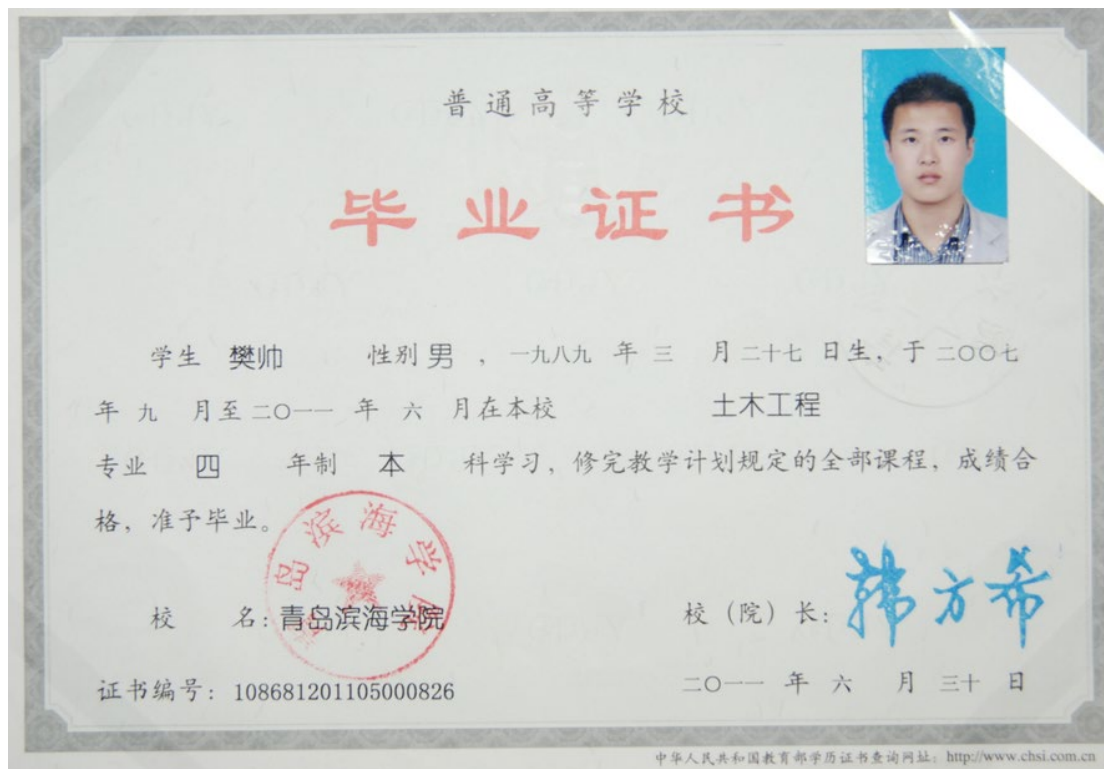 普通高等学校
毕业证书
学生 樊帅 性别 男 ，一九八九 年 三 月 二十七 日生，于 二〇〇七
年 九 月至 二〇一一 年 六 月在本校 土木工程
专业 四 年制 本 科学习，修完教学计划规定的全部课程，成绩合
格，准予毕业。
青岛滨海学院
校 名：青岛滨海学院
校（院）长：韩方希
证书编号：108681201105000826
二〇一一 年 六 月 三十 日
中华人民共和国教育部学历证书查询网址：http://www.chsi.com.cn